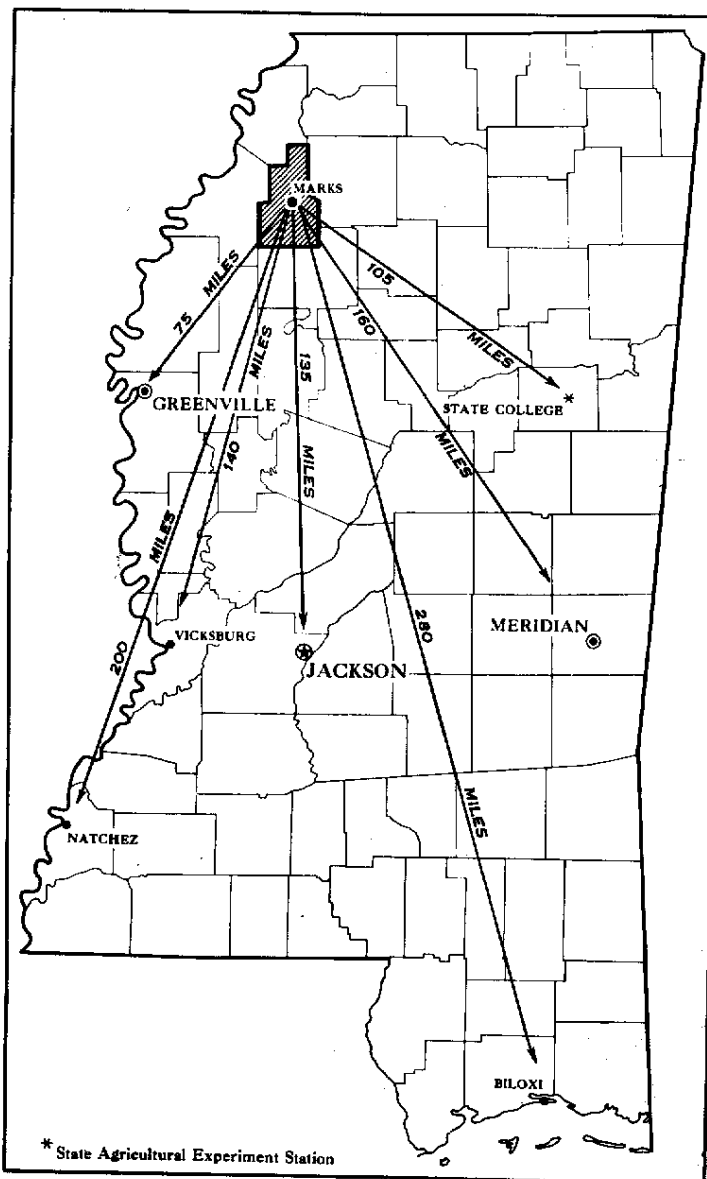 MARKS
75 MILES
105 MILES
160 MILES
135 MILES
140 MILES
200 MILES
280 MILES
GREENVILLE
STATE COLLEGE *
VICKSBURG
JACKSON
MERIDIAN
NATCHEZ
BILOXI
* State Agricultural Experiment Station